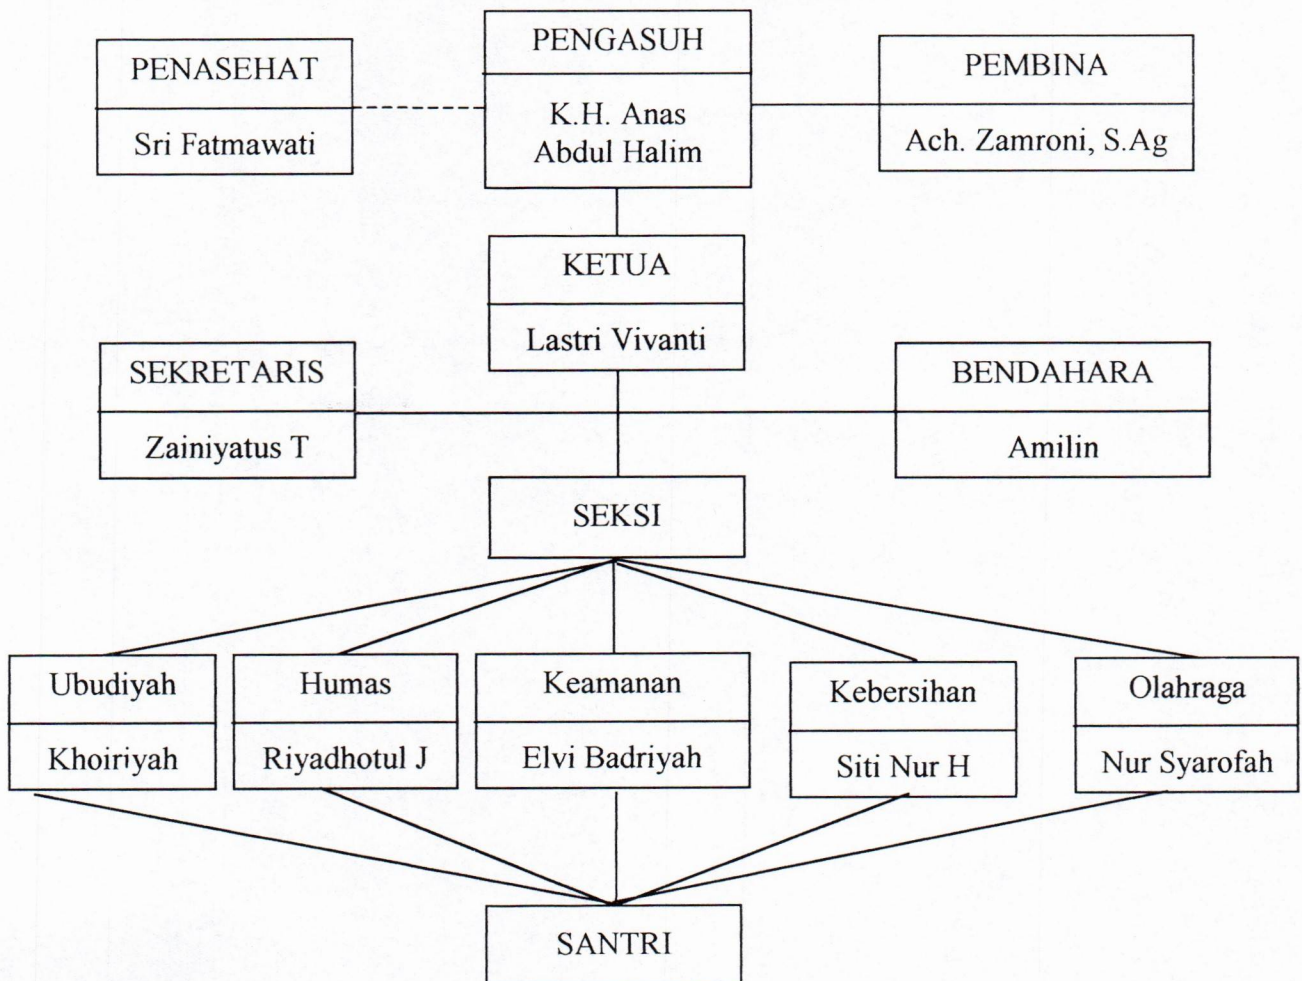 PENGASUH
K.H. Anas
Abdul Halim
PENASEHAT
Sri Fatmawati
PEMBINA
Ach. Zamroni, S.Ag
KETUA
Lastri Vivanti
SEKRETARIS
Zainiyatus T
BENDAHARA
Amilin
SEKSI
Ubudiyah
Khoiriyah
Humas
Riyadhotul J
Keamanan
Elvi Badriyah
Kebersihan
Siti Nur H
Olahraga
Nur Syarofah
SANTRI